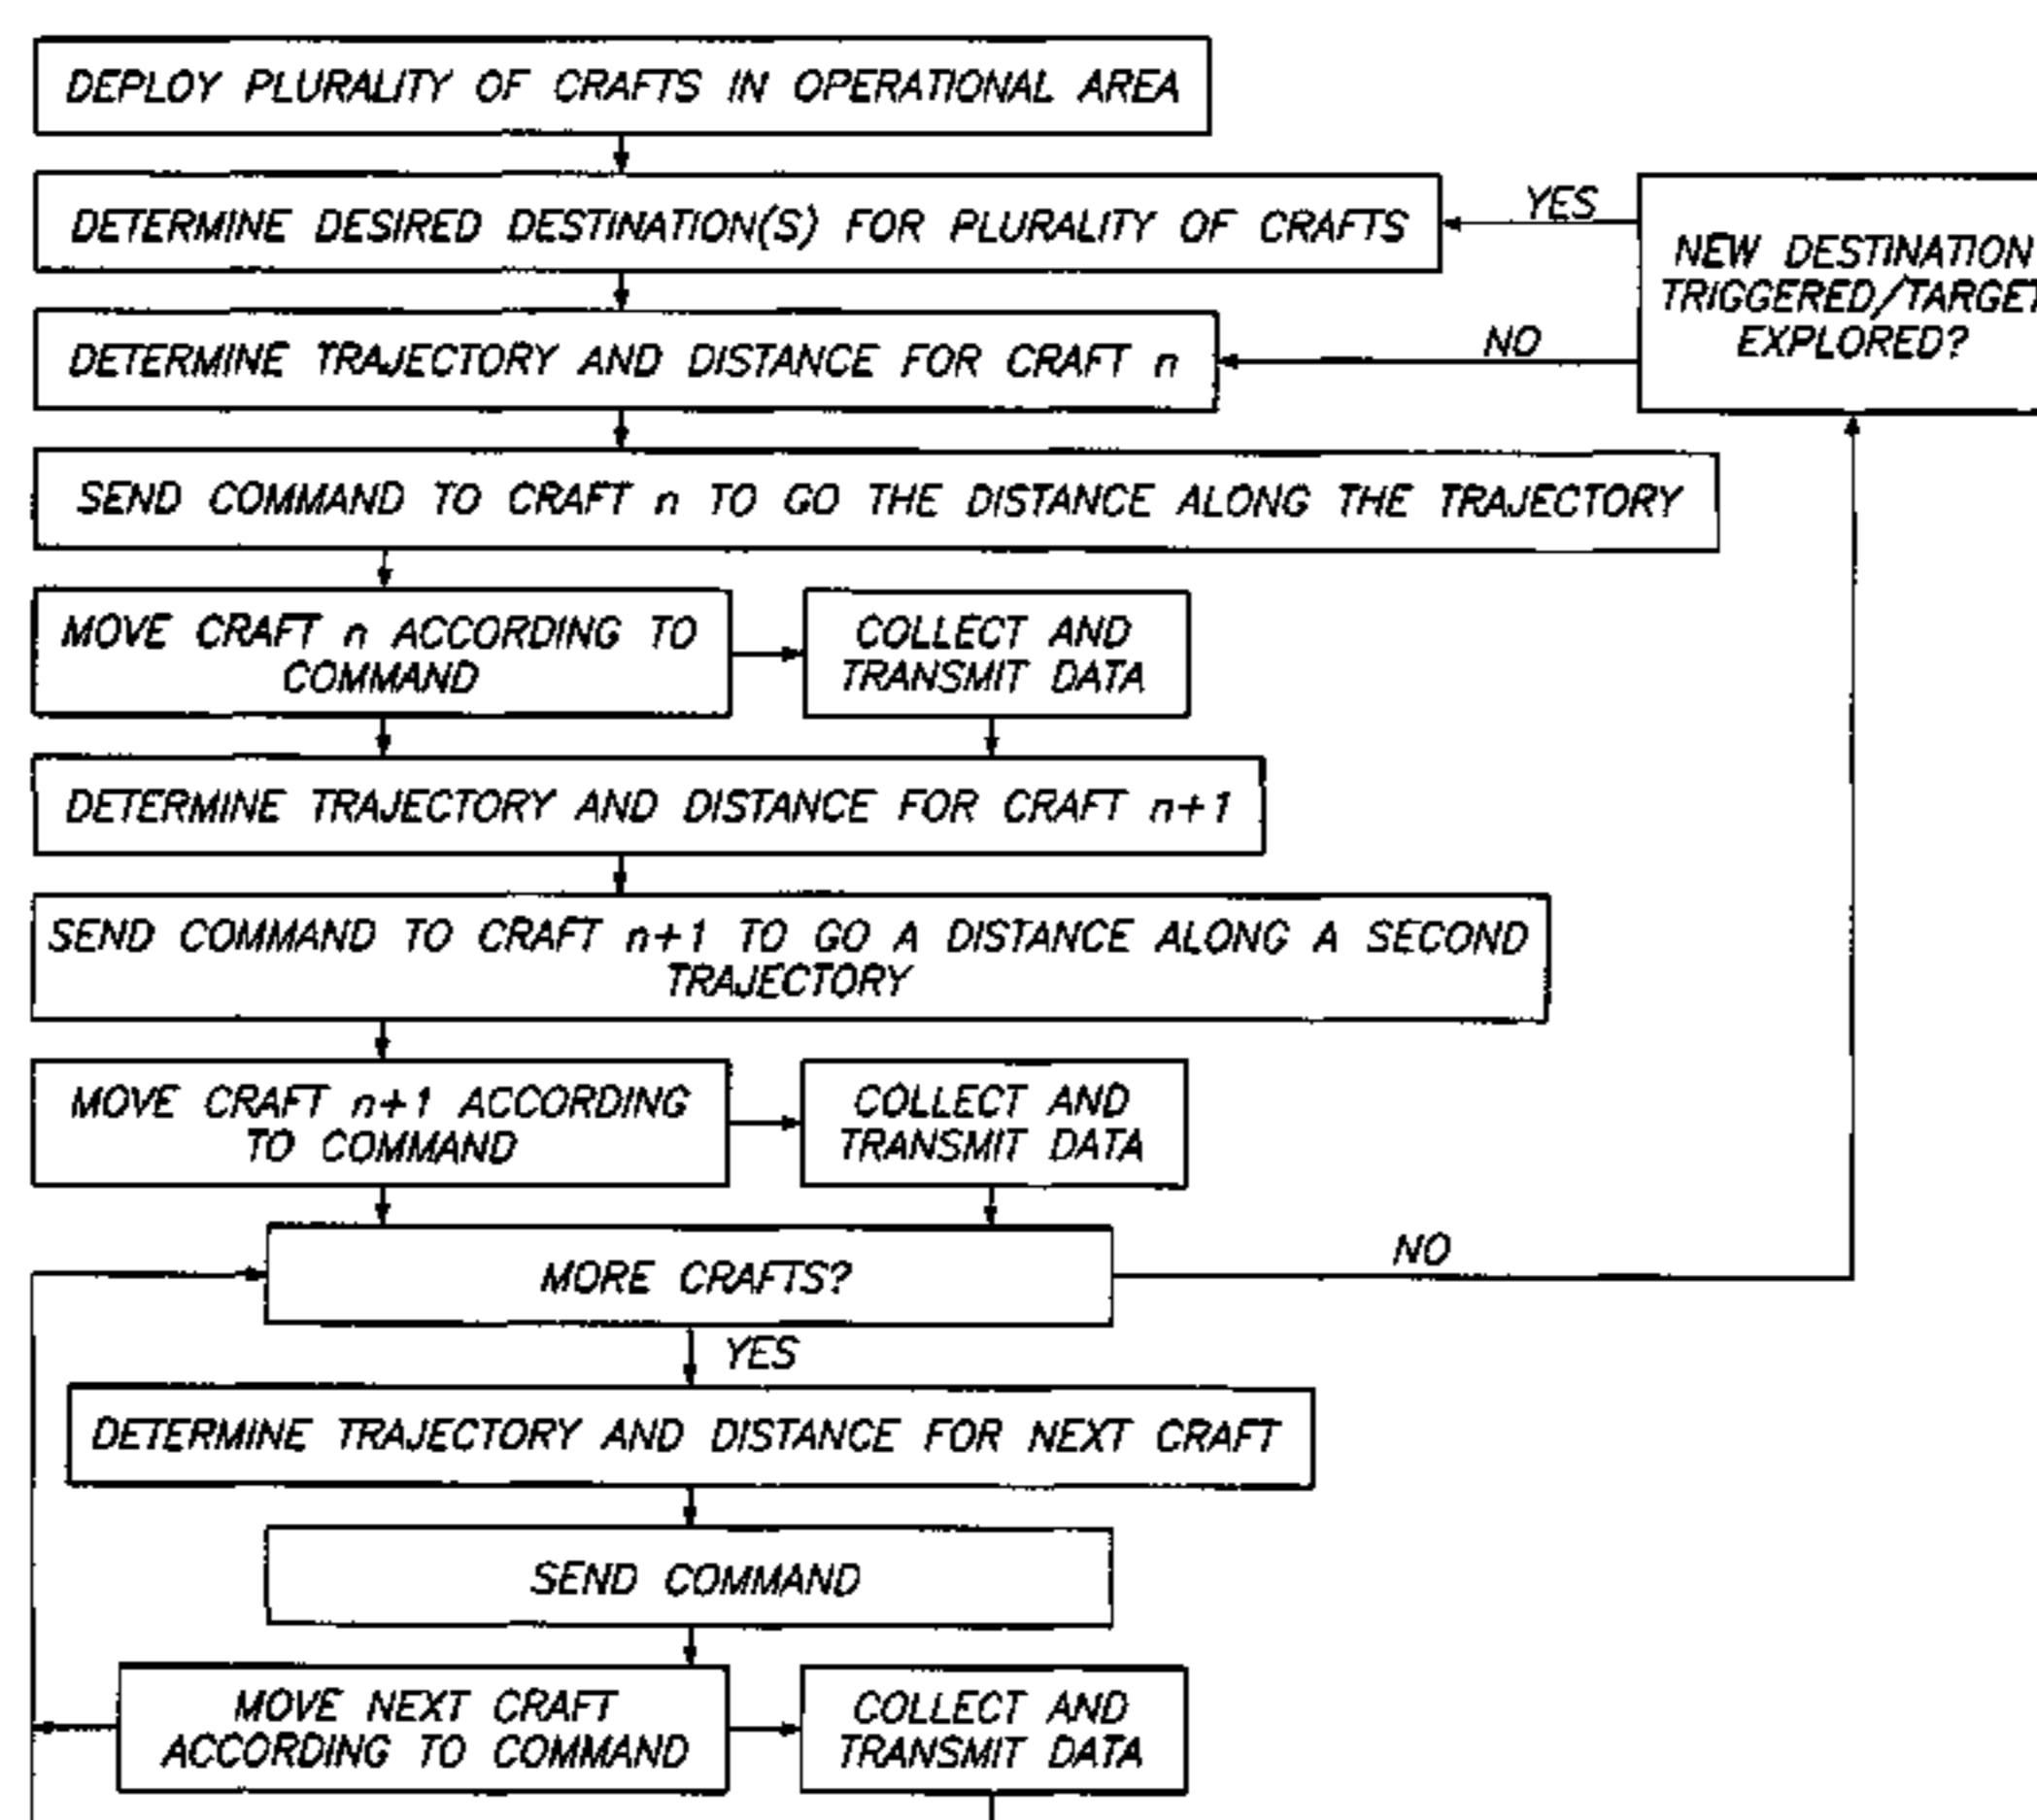 DEPLOY PLURALITY OF CRAFTS IN OPERATIONAL AREA
DETERMINE DESIRED DESTINATION(S) FOR PLURALITY OF CRAFTS
YES
NEW DESTINATION
TRIGGERED/TARGET
EXPLORED?
DETERMINE TRAJECTORY AND DISTANCE FOR CRAFT n
NO
SEND COMMAND TO CRAFT n TO GO THE DISTANCE ALONG THE TRAJECTORY
MOVE CRAFT n ACCORDING TO
COMMAND
COLLECT AND
TRANSMIT DATA
DETERMINE TRAJECTORY AND DISTANCE FOR CRAFT n+1
SEND COMMAND TO CRAFT n+1 TO GO A DISTANCE ALONG A SECOND
TRAJECTORY
MOVE CRAFT n+1 ACCORDING
TO COMMAND
COLLECT AND
TRANSMIT DATA
MORE CRAFTS?
NO
YES
DETERMINE TRAJECTORY AND DISTANCE FOR NEXT CRAFT
SEND COMMAND
MOVE NEXT CRAFT
ACCORDING TO COMMAND
COLLECT AND
TRANSMIT DATA